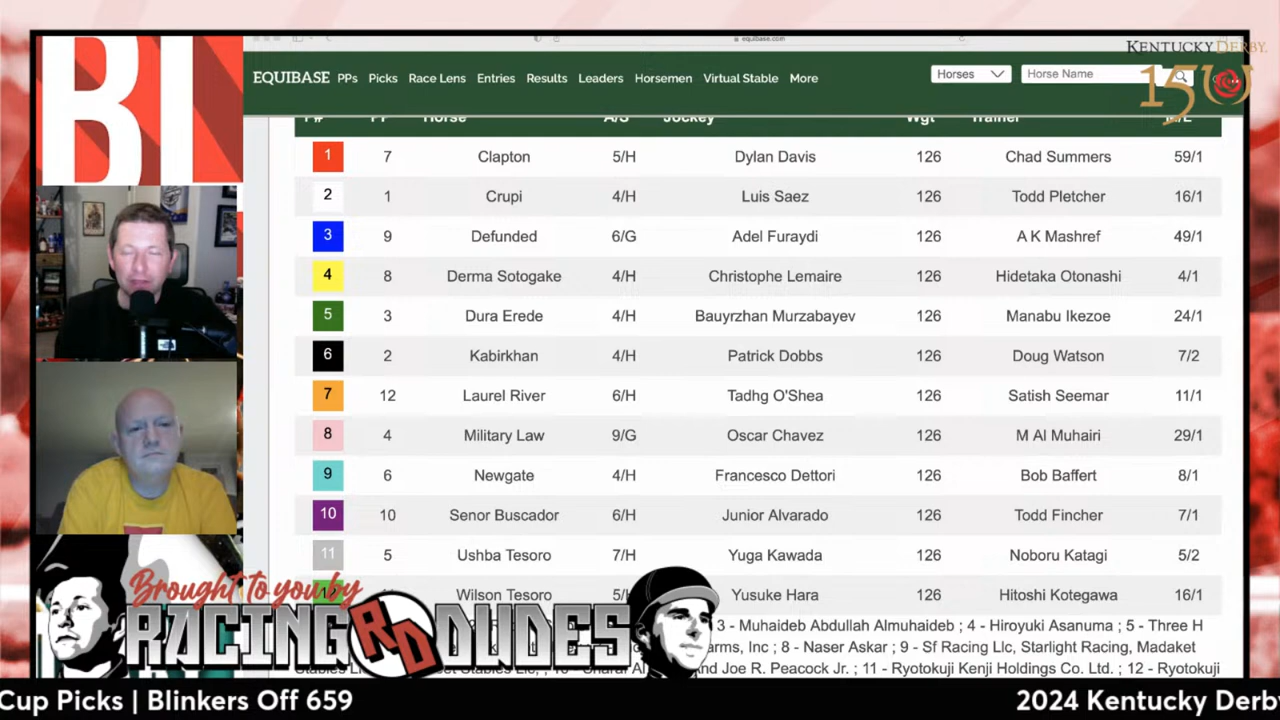 BL
equibase.com
KENTUCKY DERBY
150
EQUIBASE PPs Picks Race Lens Entries Results Leaders Horsemen Virtual Stable More Horses Horse Name
Horse A/S Jockey Wgt Trainer M/L
1 7 Clapton 5/H Dylan Davis 126 Chad Summers 59/1
2 1 Crupi 4/H Luis Saez 126 Todd Pletcher 16/1
3 9 Defunded 6/G Adel Furaydi 126 A K Mashref 49/1
4 8 Derma Sotogake 4/H Christophe Lemaire 126 Hidetaka Otonashi 4/1
5 3 Dura Erede 4/H Bauyrzhan Murzabayev 126 Manabu Ikezoe 24/1
6 2 Kabirkhan 4/H Patrick Dobbs 126 Doug Watson 7/2
7 12 Laurel River 6/H Tadhg O'Shea 126 Satish Seemar 11/1
8 4 Military Law 9/G Oscar Chavez 126 M Al Muhairi 29/1
9 6 Newgate 4/H Francesco Dettori 126 Bob Baffert 8/1
10 10 Senor Buscador 6/H Junior Alvarado 126 Todd Fincher 7/1
11 5 Ushba Tesoro 7/H Yuga Kawada 126 Noboru Katagi 5/2
Wilson Tesoro Yusuke Hara 126 Hitoshi Kotegawa 16/1
Brought to you by
RACING RD DUDES
3 - Muhaideb Abdullah Almuhaideb ; 4 - Hiroyuki Asanuma ; 5 - Three H
Inc ; 8 - Naser Askar ; 9 - Sf Racing Llc, Starlight Racing, Madaket
and Joe R. Peacock Jr. ; 11 - Ryotokuji Kenji Holdings Co. Ltd. ; 12 - Ryotokuji
Cup Picks | Blinkers Off 659 2024 Kentucky Derby